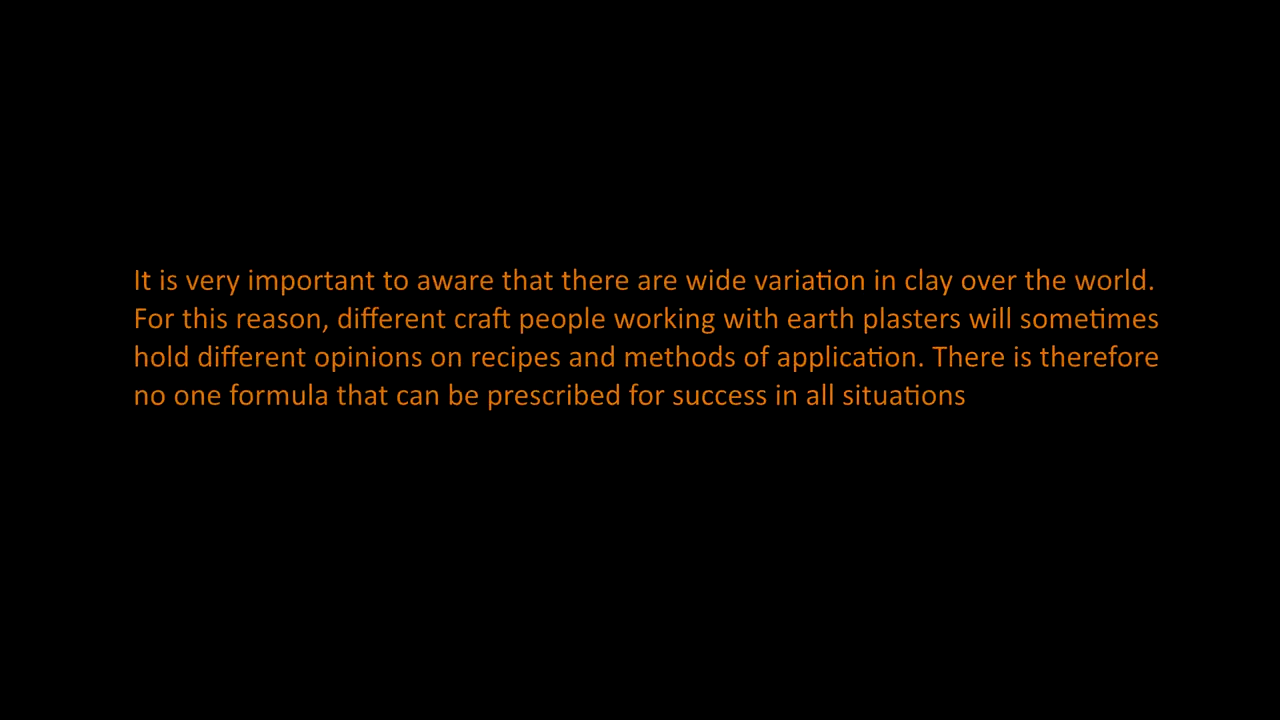 It is very important to aware that there are wide variation in clay over the world.
For this reason, different craft people working with earth plasters will sometimes
hold different opinions on recipes and methods of application. There is therefore
no one formula that can be prescribed for success in all situations